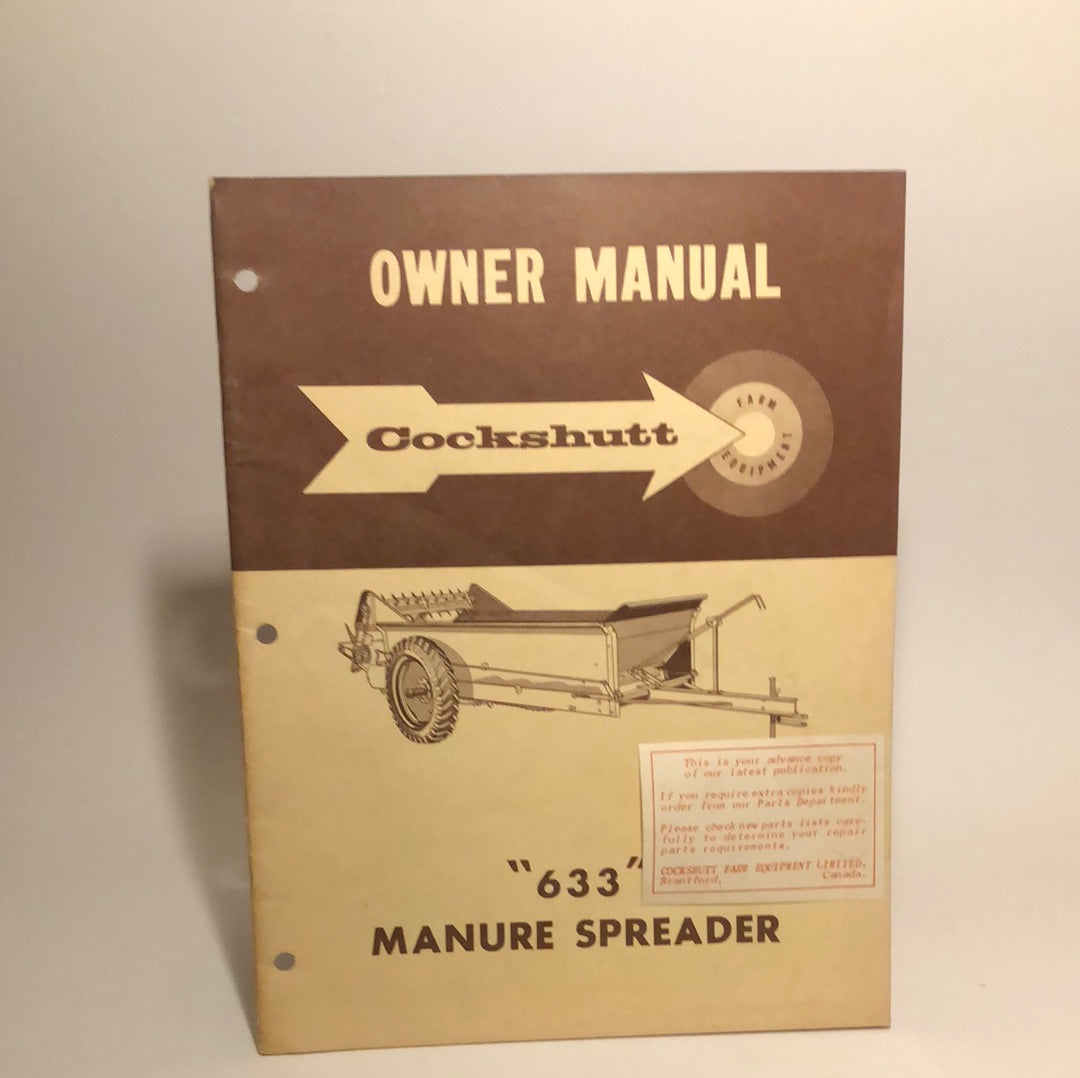 OWNER MANUAL
Cockshutt
FARM
EQUIPMENT
This is your advance copy
of our latest publication.
If you require extra copies kindly
order from our Parts Department.
Please check new parts lists care-
fully to determine your repair
parts requirements.
COCKSHUTT FARM EQUIPMENT LIMITED,
Brantford, Canada.
"633"
MANURE SPREADER